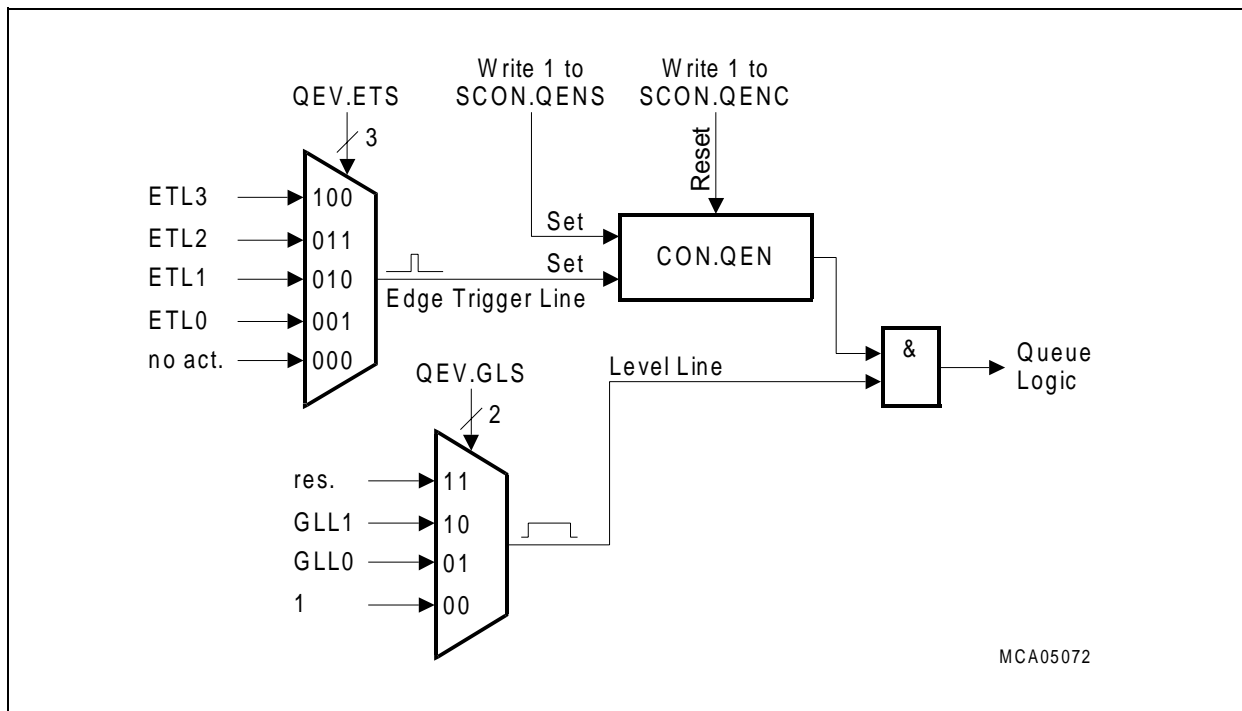 Write 1 to
SCON.QENS
Write 1 to
SCON.QENC
QEV.ETS
3
Reset
ETL3
100
ETL2
011
ETL1
010
ETL0
001
no act.
000
Set
Set
Edge Trigger Line
CON.QEN
&
Queue
Logic
Level Line
QEV.GLS
2
res.
11
GLL1
10
GLL0
01
1
00
MCA05072